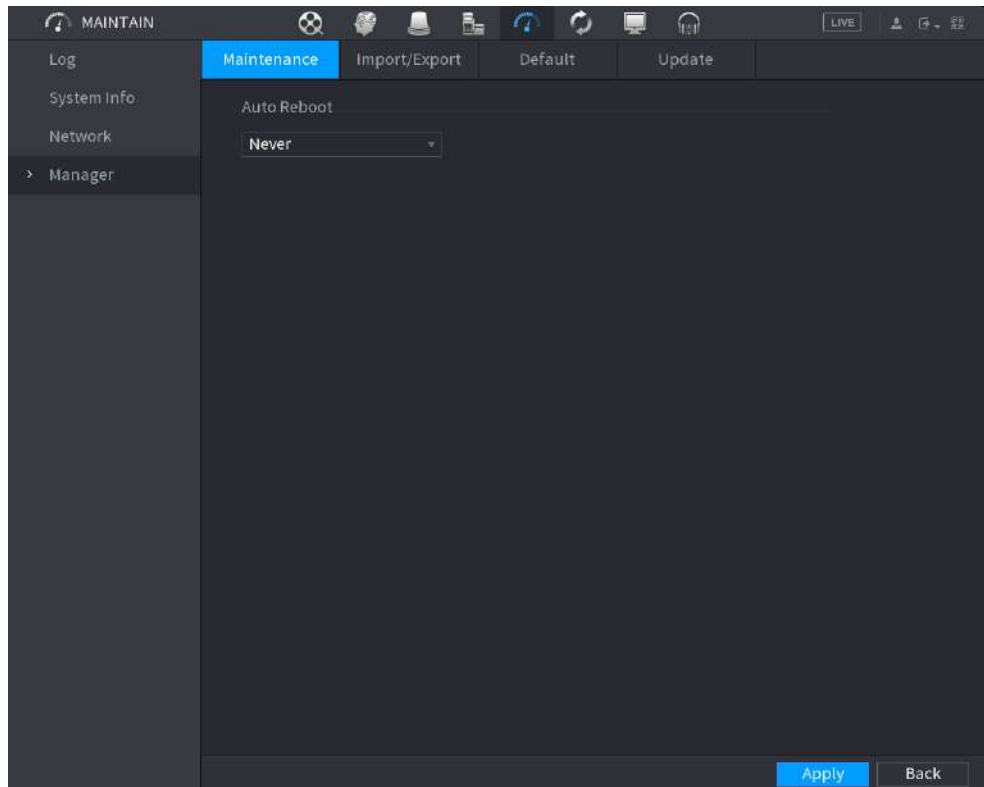 MAINTAIN
LIVE
Log
System Info
Network
Manager
Maintenance
Import/Export
Default
Update
Auto Reboot
Never
Apply
Back